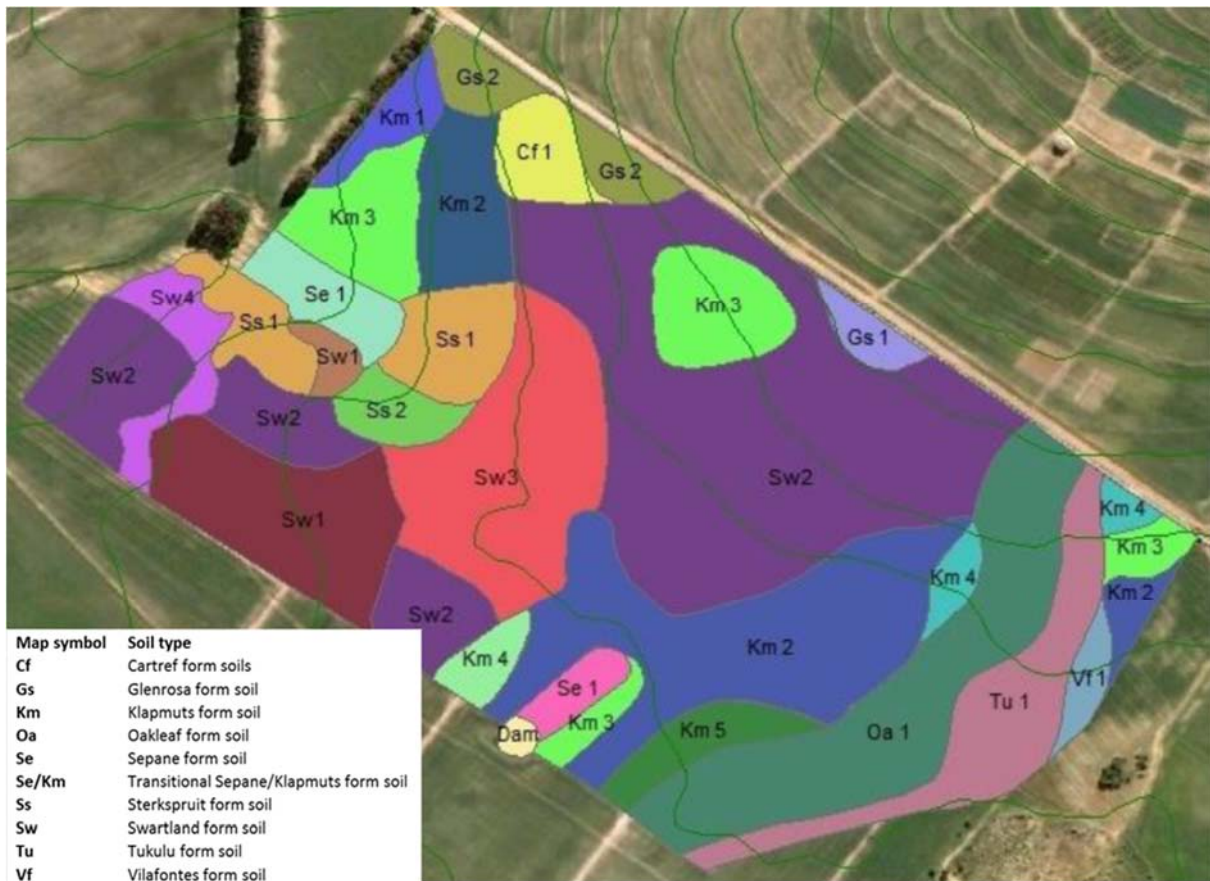 Gs 2
Km 1
Cf 1
Gs 2
Km 2
Km 3
Se 1
Sw4
Km 3
Ss 1
Ss 1
Gs 1
Sw1
Sw2
Sw2
Ss 2
Sw3
Sw2
Sw1
Km 4
Km 3
Km 4
Km 2
Sw2
Km 2
Km 4
Vf 1
Se 1
Tu 1
Km 3
Km 5
Oa 1
Dam
Map symbol Soil type
Cf Cartref form soils
Gs Glenrosa form soil
Km Klapmuts form soil
Oa Oakleaf form soil
Se Sepane form soil
Se/Km Transitional Sepane/Klapmuts form soil
Ss Sterkspruit form soil
Sw Swartland form soil
Tu Tukulu form soil
Vf Vilafontes form soil